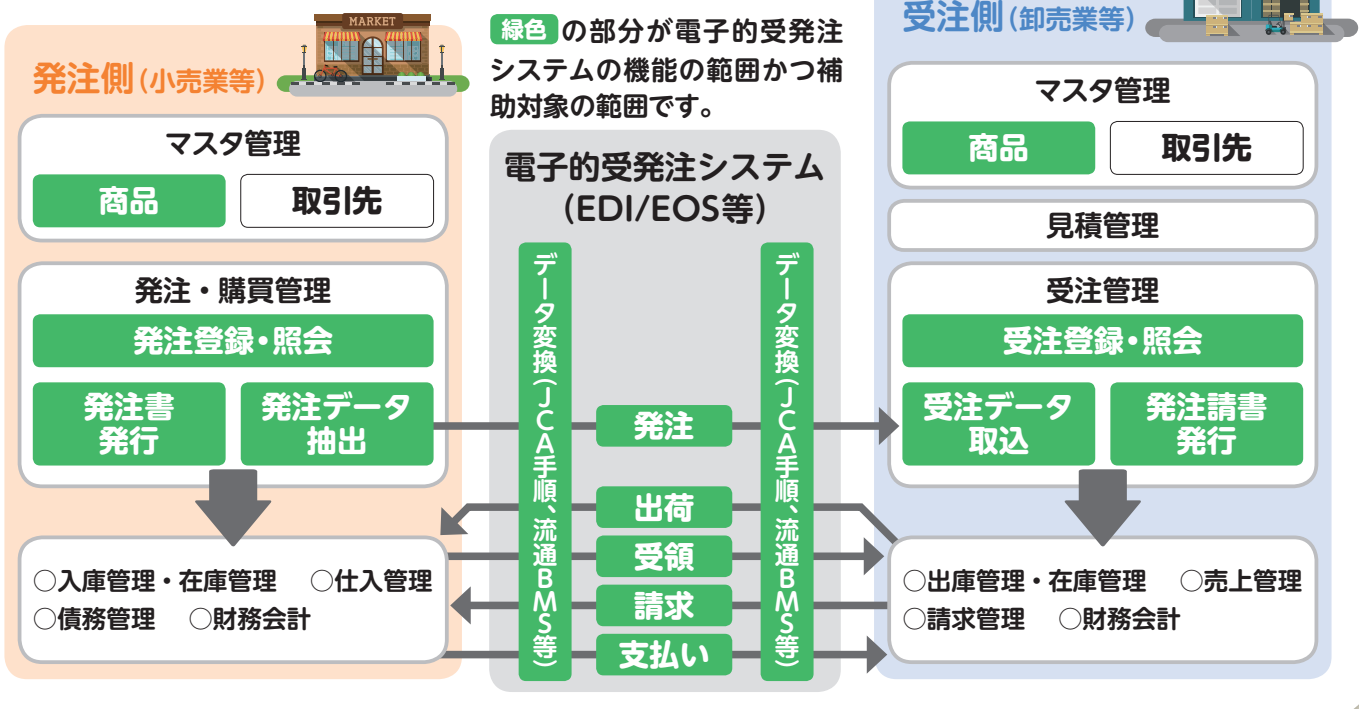 MARKET
発注側(小売業等)
マスタ管理
商品
取引先
発注・購買管理
発注登録・照会
発注書
発行
発注データ
抽出
○入庫管理・在庫管理 ○仕入管理
○債務管理 ○財務会計
緑色 の部分が電子的受発注
システムの機能の範囲かつ補
助対象の範囲です。
電子的受発注システム
(EDI/EOS等)
データ変換(JCA手順、流通BMS等)
発注
出荷
受領
請求
支払い
データ変換(JCA手順、流通BMS等)
受注側(卸売業等)
マスタ管理
商品
取引先
見積管理
受注管理
受注登録・照会
受注データ
取込
発注請書
発行
○出庫管理・在庫管理 ○売上管理
○請求管理 ○財務会計